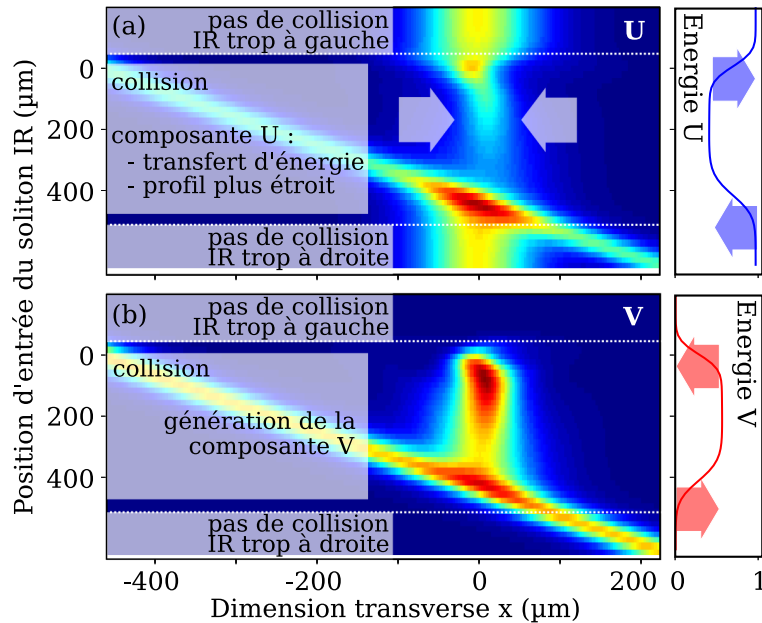 (a)
pas de collision
IR trop à gauche
U
collision
composante U :
- transfert d'énergie
- profil plus étroit
pas de collision
IR trop à droite
0
200
400
Energie U
Position d'entrée du soliton IR (µm)
(b)
pas de collision
IR trop à gauche
V
collision
génération de la
composante V
pas de collision
IR trop à droite
0
200
400
Energie V
-400
-200
0
200
0
1
Dimension transverse x (µm)